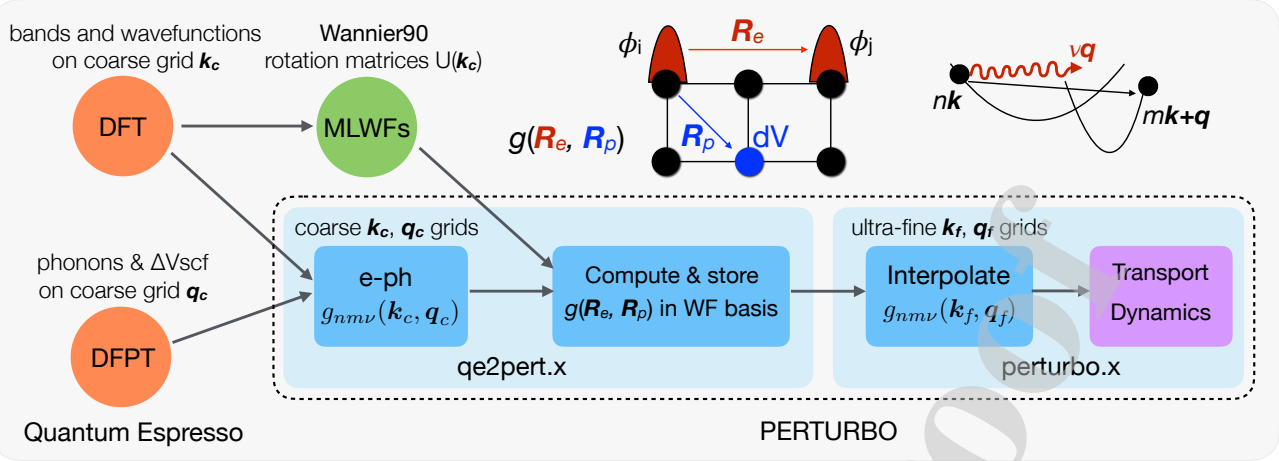 bands and wavefunctions
on coarse grid kc
Wannier90
rotation matrices U(kc)
DFT
MLWFs
ϕi
Re
ϕj
g(Re, Rp)
Rp
dV
νq
nk
mk+q
phonons & ΔVscf
on coarse grid qc
DFPT
Quantum Espresso
coarse kc, qc grids
e-ph
gnmν(kc, qc)
Compute & store
g(Re, Rp) in WF basis
qe2pert.x
ultra-fine kf, qf grids
Interpolate
gnmν(kf, qf)
Transport
Dynamics
perturbo.x
PERTURBO
oof